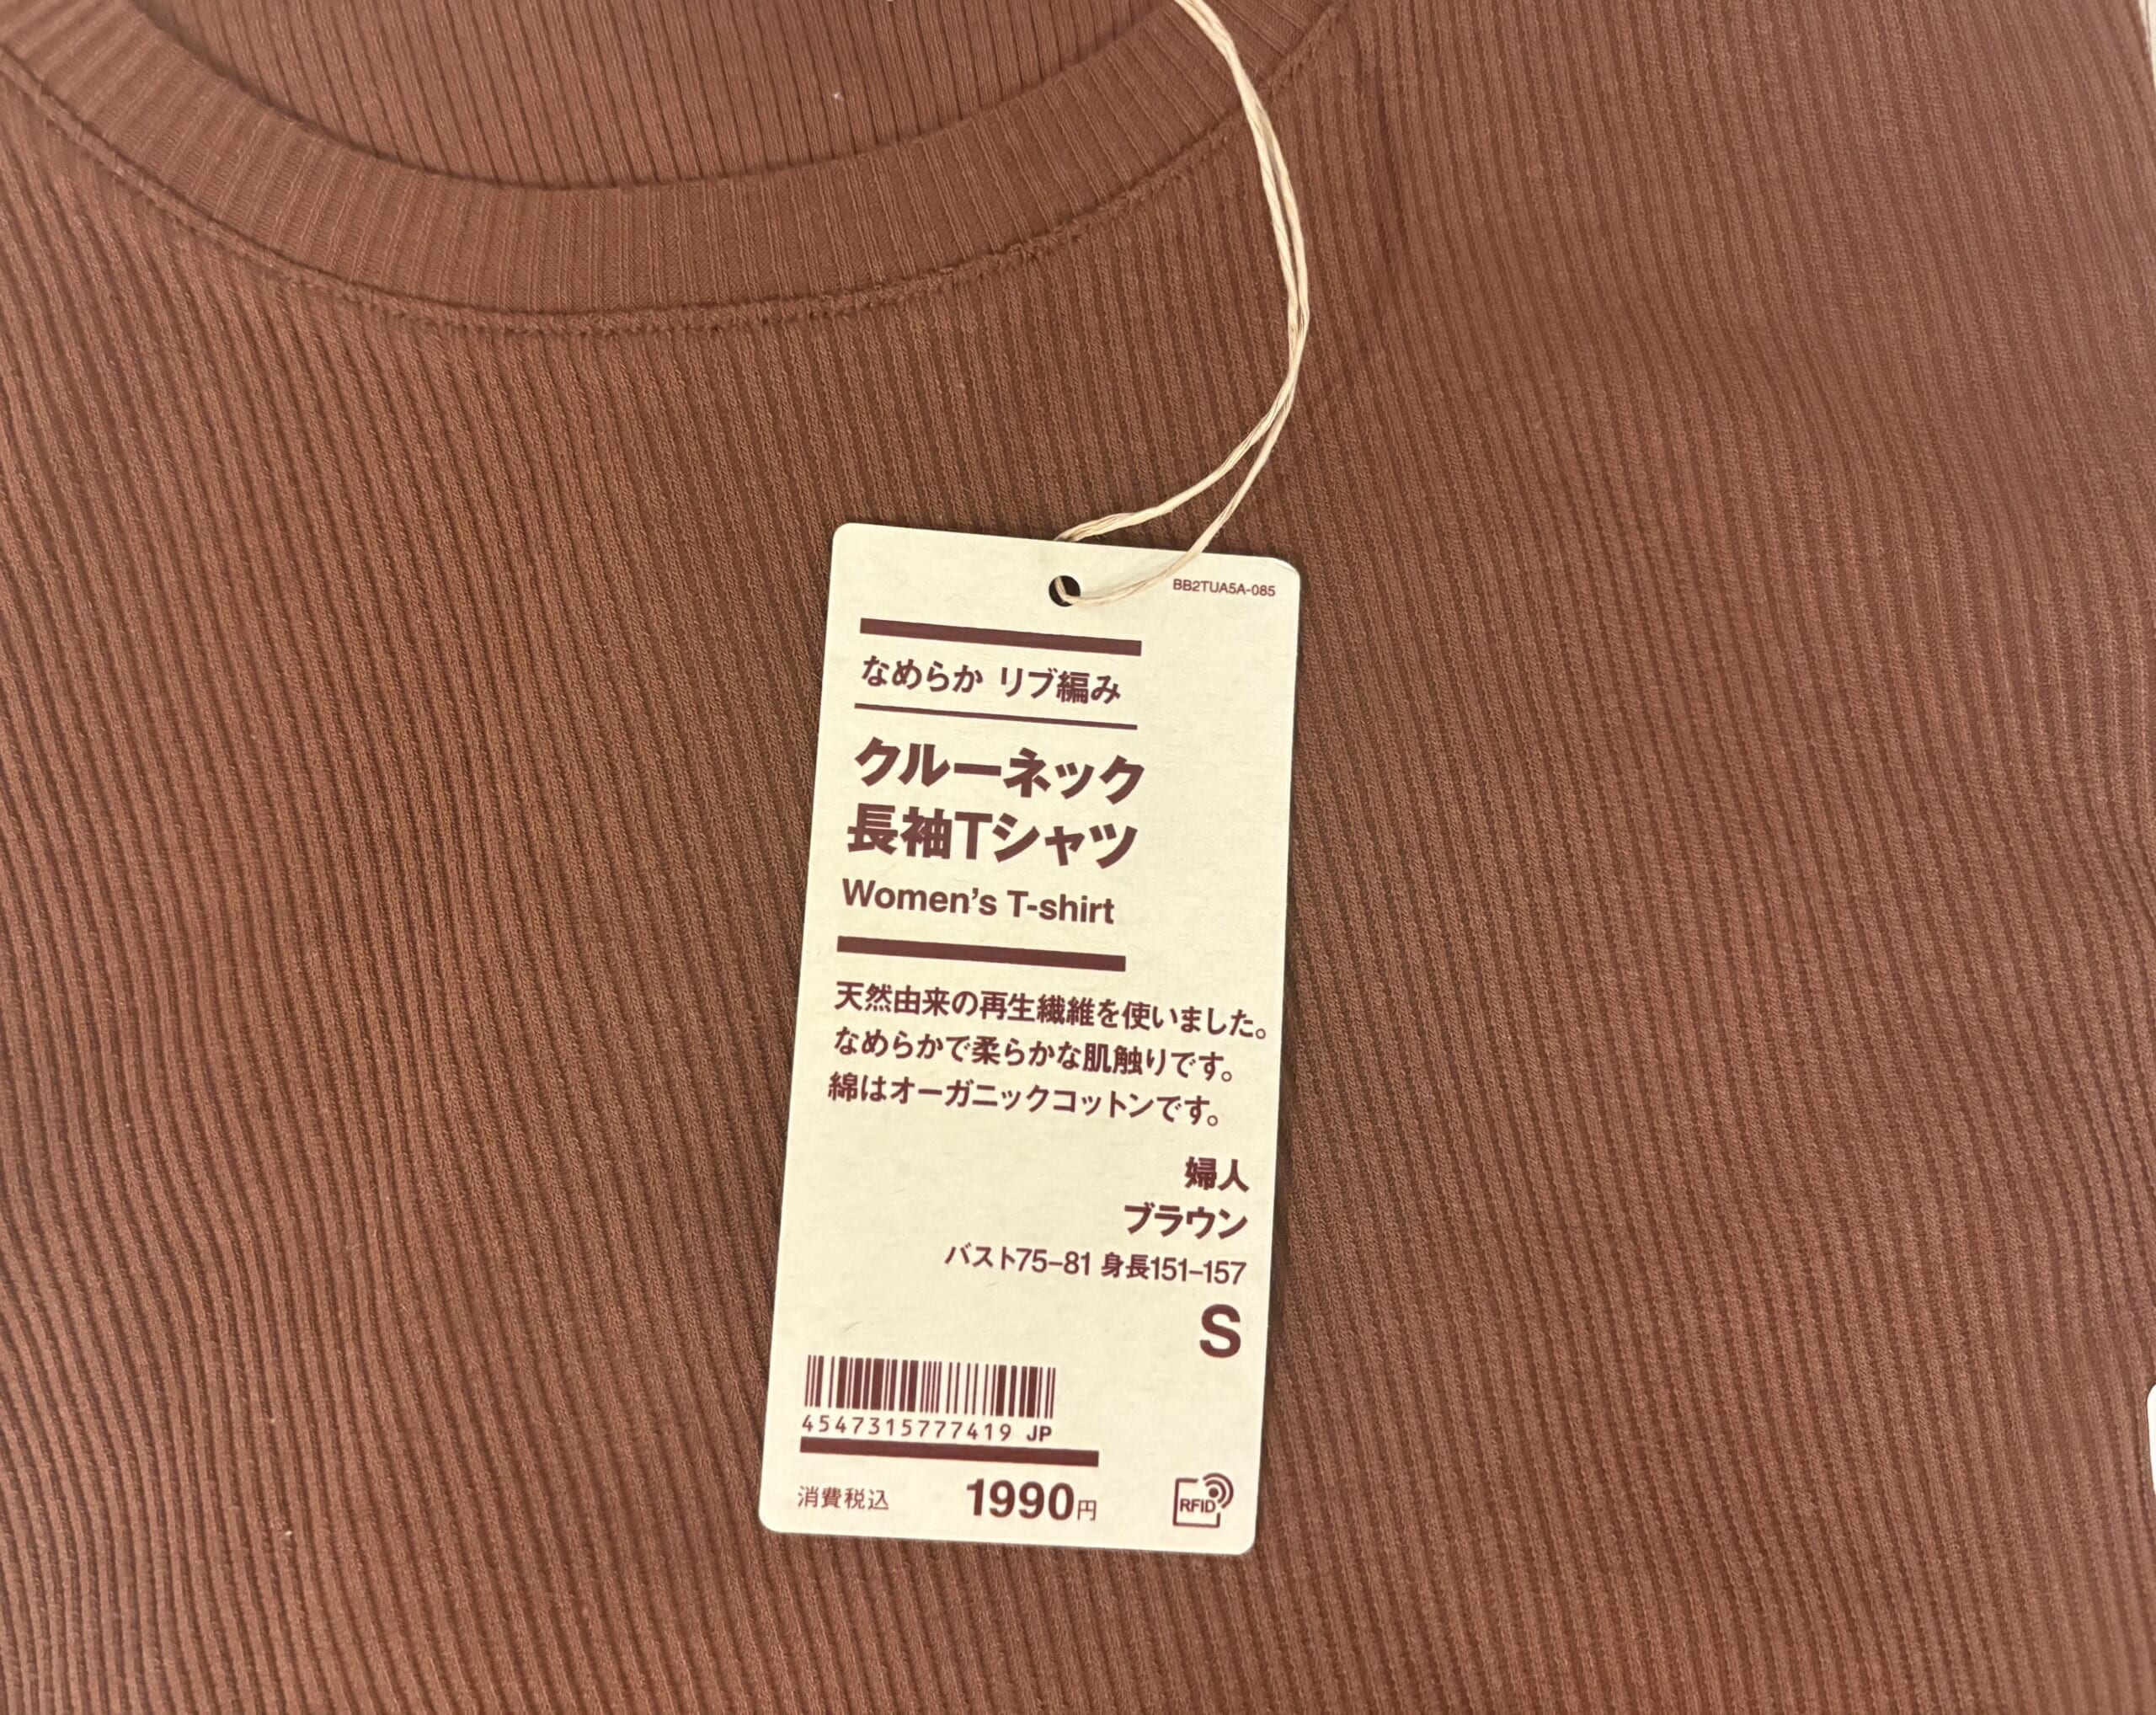 BB2TUA5A-085
なめらか リブ編み
クルーネック
長袖Tシャツ
Women's T-shirt
天然由来の再生繊維を使いました。
なめらかで柔らかな肌触りです。
綿はオーガニックコットンです。
婦人
ブラウン
バスト75-81 身長151-157
S
4547315777419 JP
消費税込 1990円
RFID